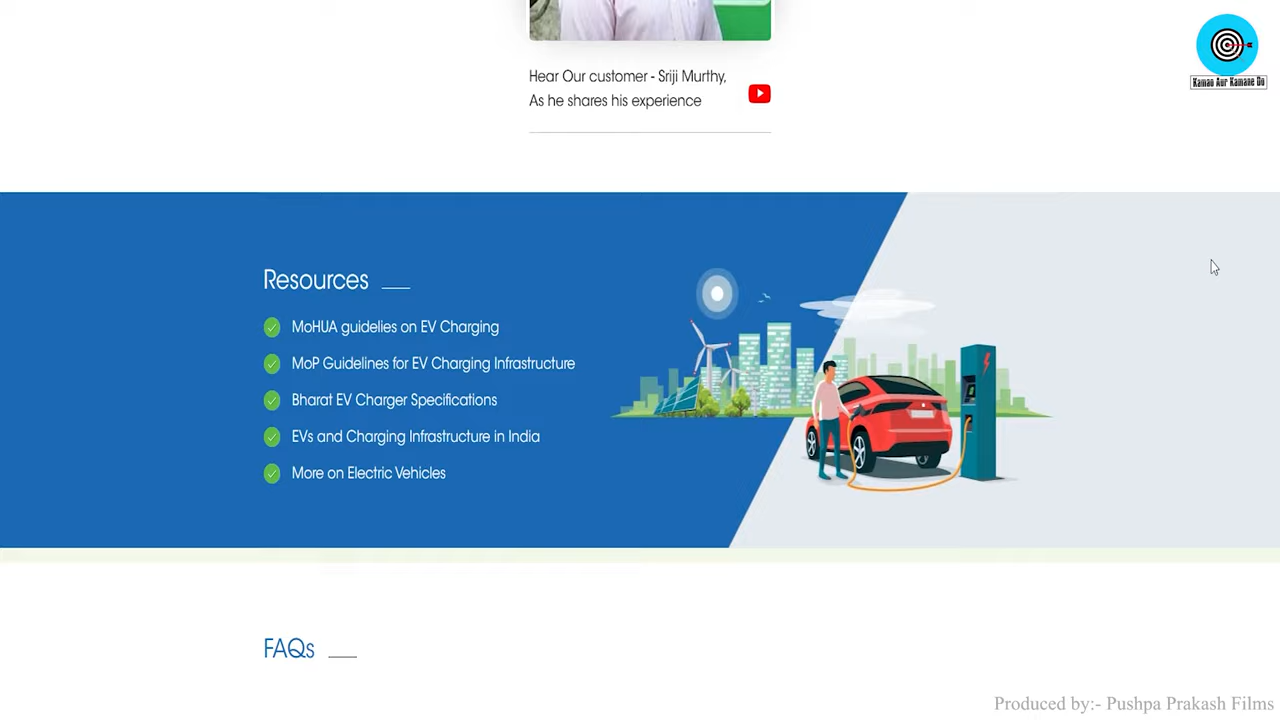 Kamao Aur Kamane Do
Hear Our customer - Sriji Murthy,
As he shares his experience
Resources
MoHUA guidelies on EV Charging
MoP Guidelines for EV Charging Infrastructure
Bharat EV Charger Specifications
EVs and Charging Infrastructure in India
More on Electric Vehicles
FAQs
Produced by:- Pushpa Prakash Films